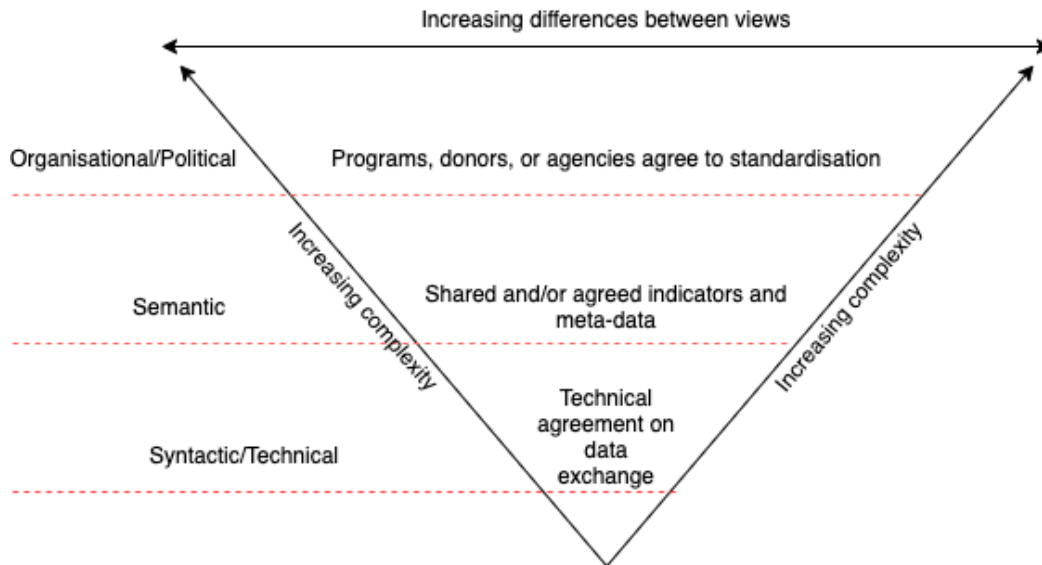 Increasing differences between views
Organisational/Political
Programs, donors, or agencies agree to standardisation
Increasing complexity
Increasing complexity
Semantic
Shared and/or agreed indicators and
meta-data
Technical
agreement on
data
exchange
Syntactic/Technical